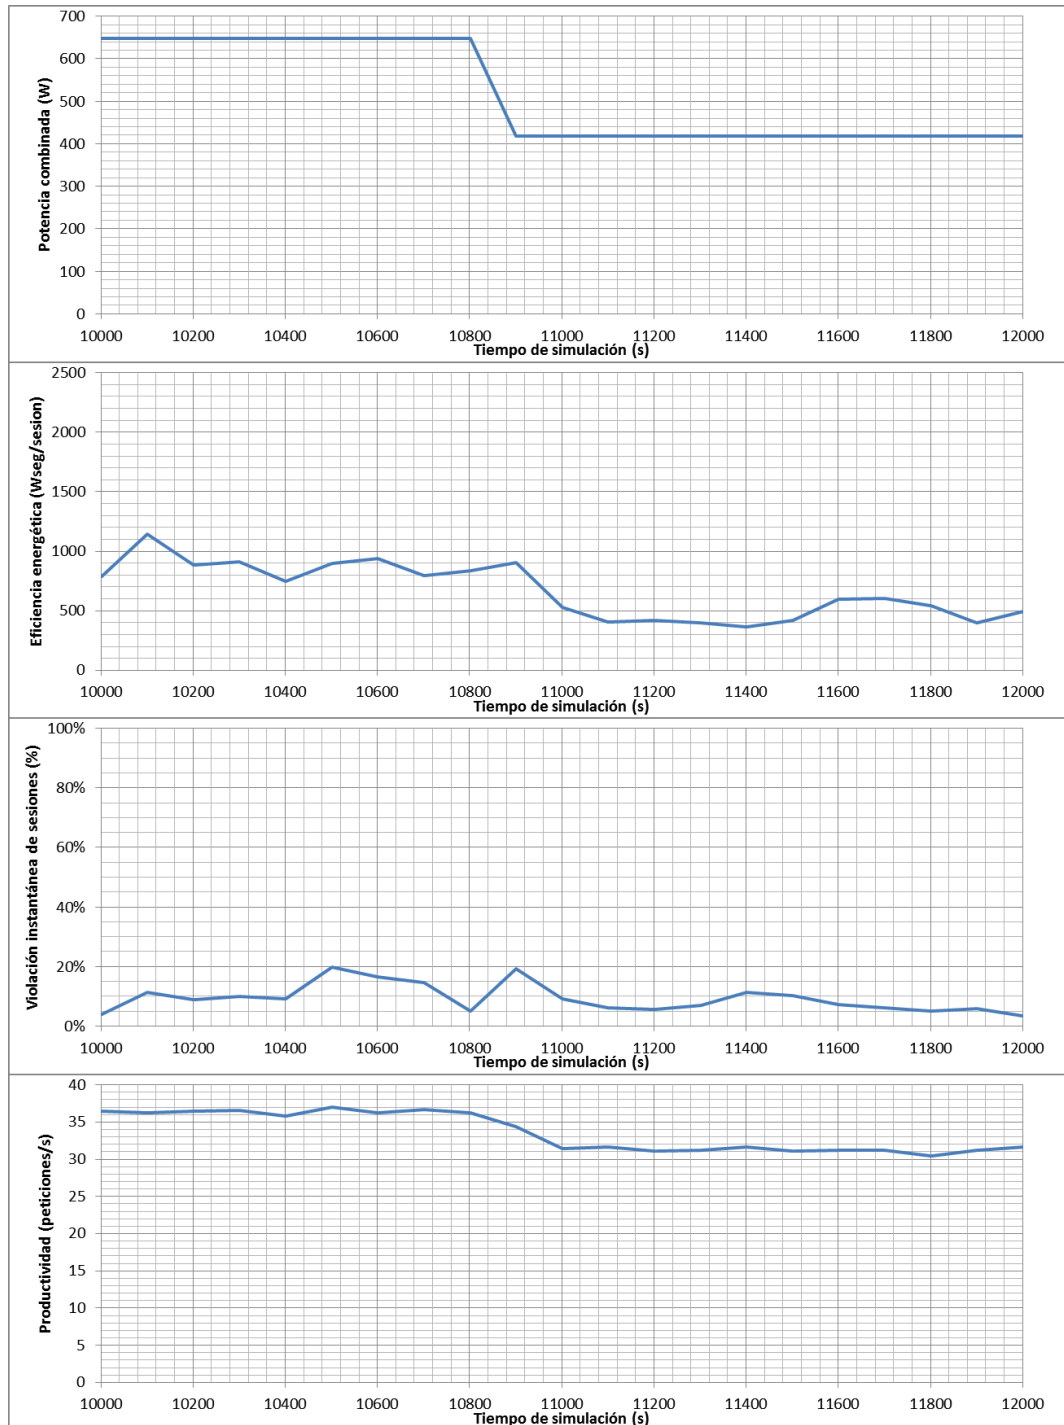 Potencia combinada (W)
700
600
500
400
300
200
100
0
10000 10200 10400 10600 10800 11000 11200 11400 11600 11800 12000
Tiempo de simulación (s)
Eficiencia energética (Wseg/sesion)
2500
2000
1500
1000
500
0
10000 10200 10400 10600 10800 11000 11200 11400 11600 11800 12000
Tiempo de simulación (s)
Violación instantánea de sesiones (%)
100%
80%
60%
40%
20%
0%
10000 10200 10400 10600 10800 11000 11200 11400 11600 11800 12000
Tiempo de simulación (s)
Productividad (peticiones/s)
40
35
30
25
20
15
10
5
0
10000 10200 10400 10600 10800 11000 11200 11400 11600 11800 12000
Tiempo de simulación (s)